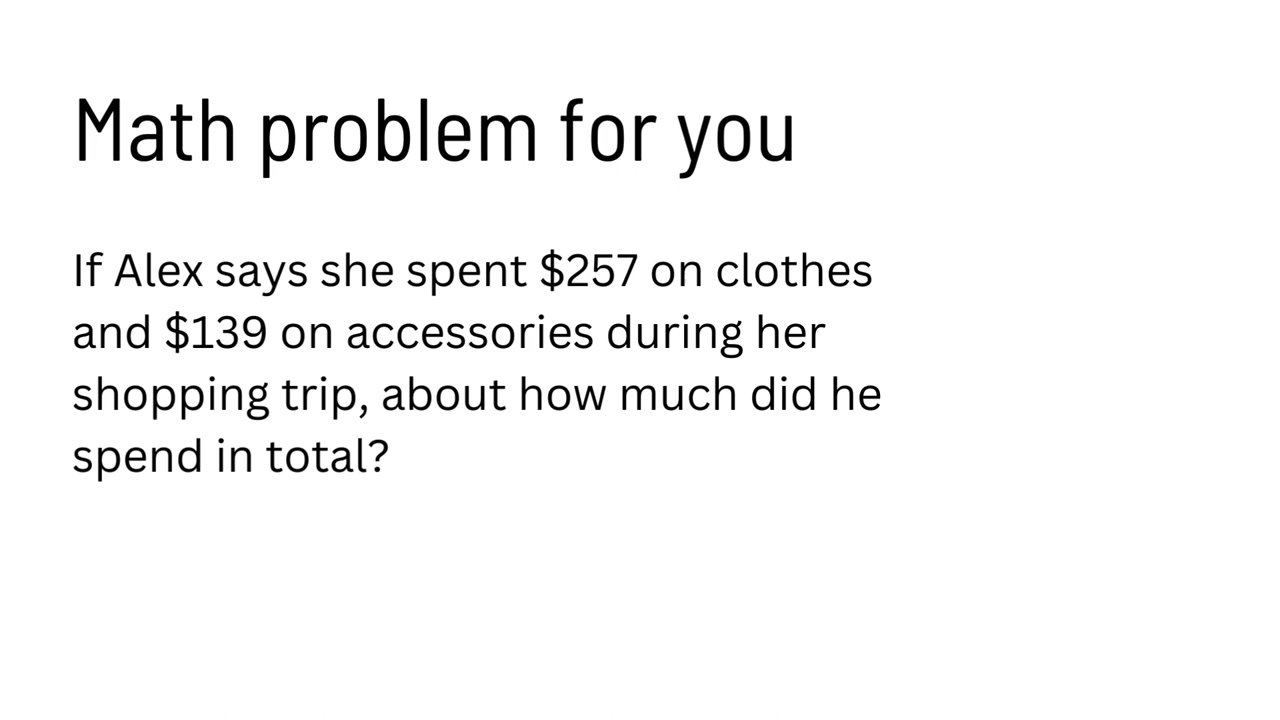 Math problem for you
If Alex says she spent $257 on clothes
and $139 on accessories during her
shopping trip, about how much did he
spend in total?